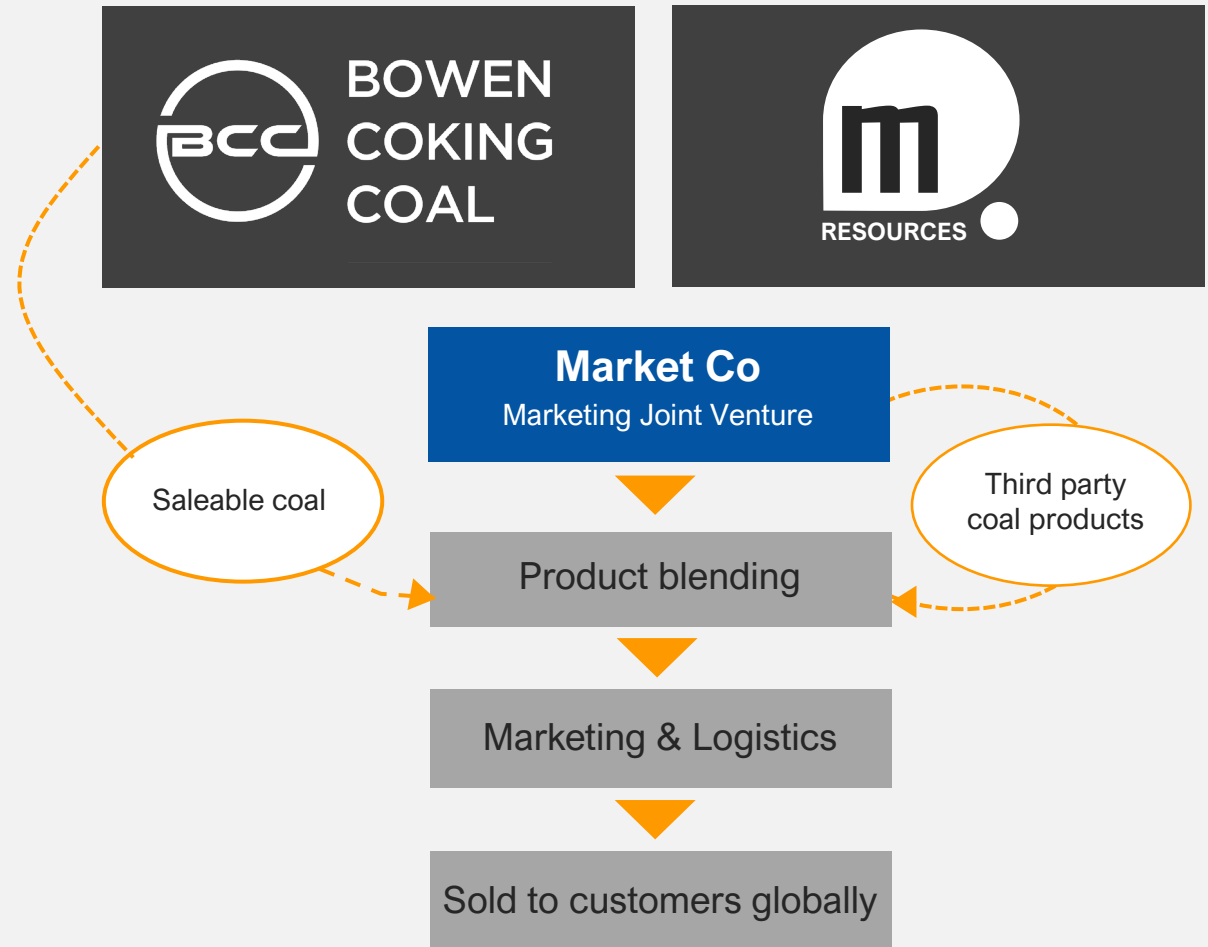 BCC
BOWEN
COKING
COAL
m
RESOURCES
Market Co
Marketing Joint Venture
Saleable coal
Third party
coal products
Product blending
Marketing & Logistics
Sold to customers globally